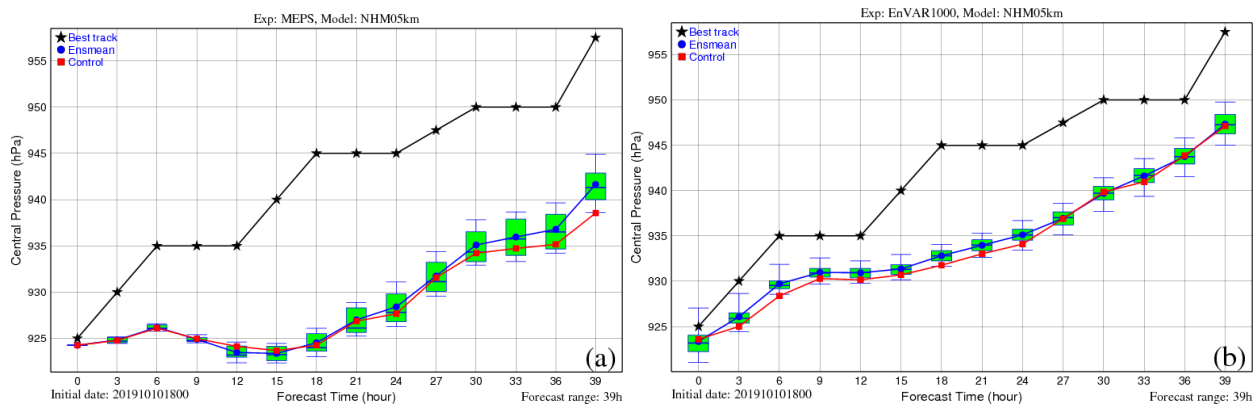 Exp: MEPS, Model: NHM05km
Best track
Ensmean
Control
955
950
945
940
935
930
925
Central Pressure (hPa)
(a)
0 3 6 9 12 15 18 21 24 27 30 33 36 39
Initial date: 201910101800 Forecast Time (hour) Forecast range: 39h
Exp: EnVAR1000, Model: NHM05km
Best track
Ensmean
Control
955
950
945
940
935
930
925
Central Pressure (hPa)
(b)
0 3 6 9 12 15 18 21 24 27 30 33 36 39
Initial date: 201910101800 Forecast Time (hour) Forecast range: 39h